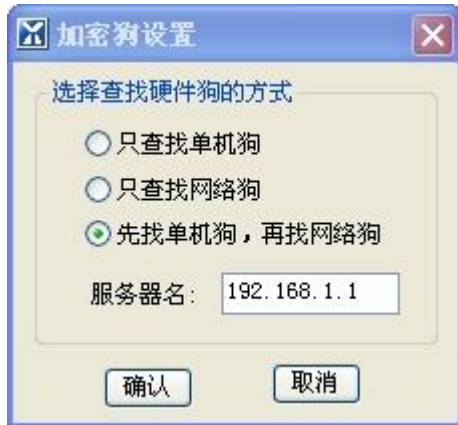 加密狗设置
选择查找硬件狗的方式
只查找单机狗
只查找网络狗
先找单机狗，再找网络狗
服务器名: 192.168.1.1
确认 取消